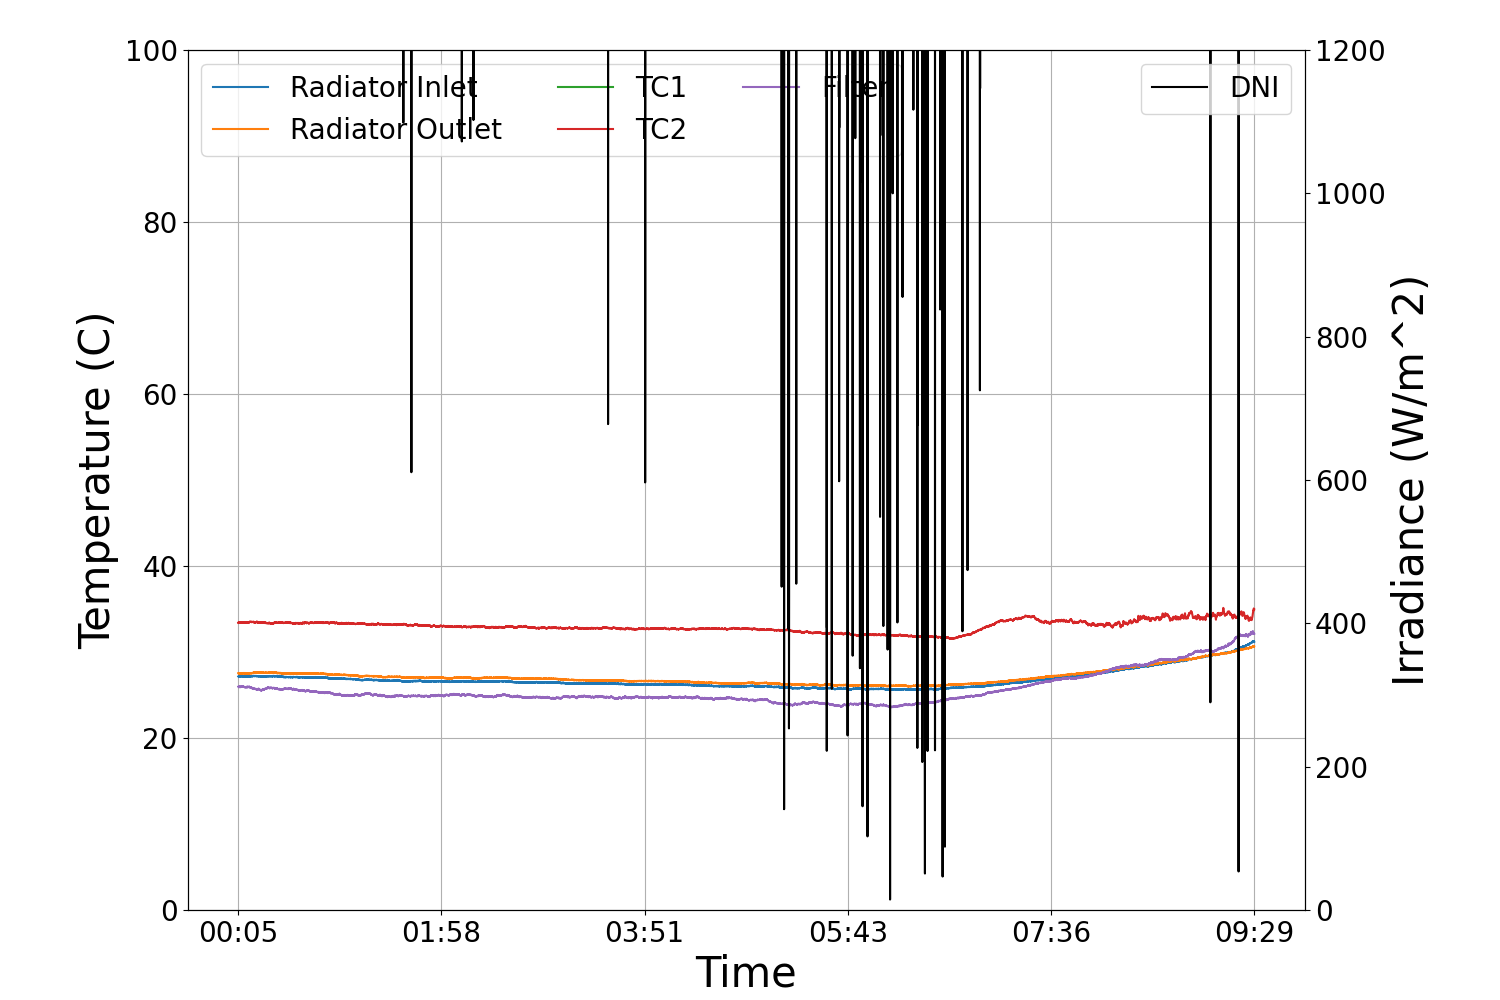 Radiator Inlet
Radiator Outlet
TC1
TC2
Filter
DNI
Temperature (C)
100
80
60
40
20
0
1200
1000
800
600
400
200
0
Irradiance (W/m^2)
00:05 01:58 03:51 05:43 07:36 09:29
Time